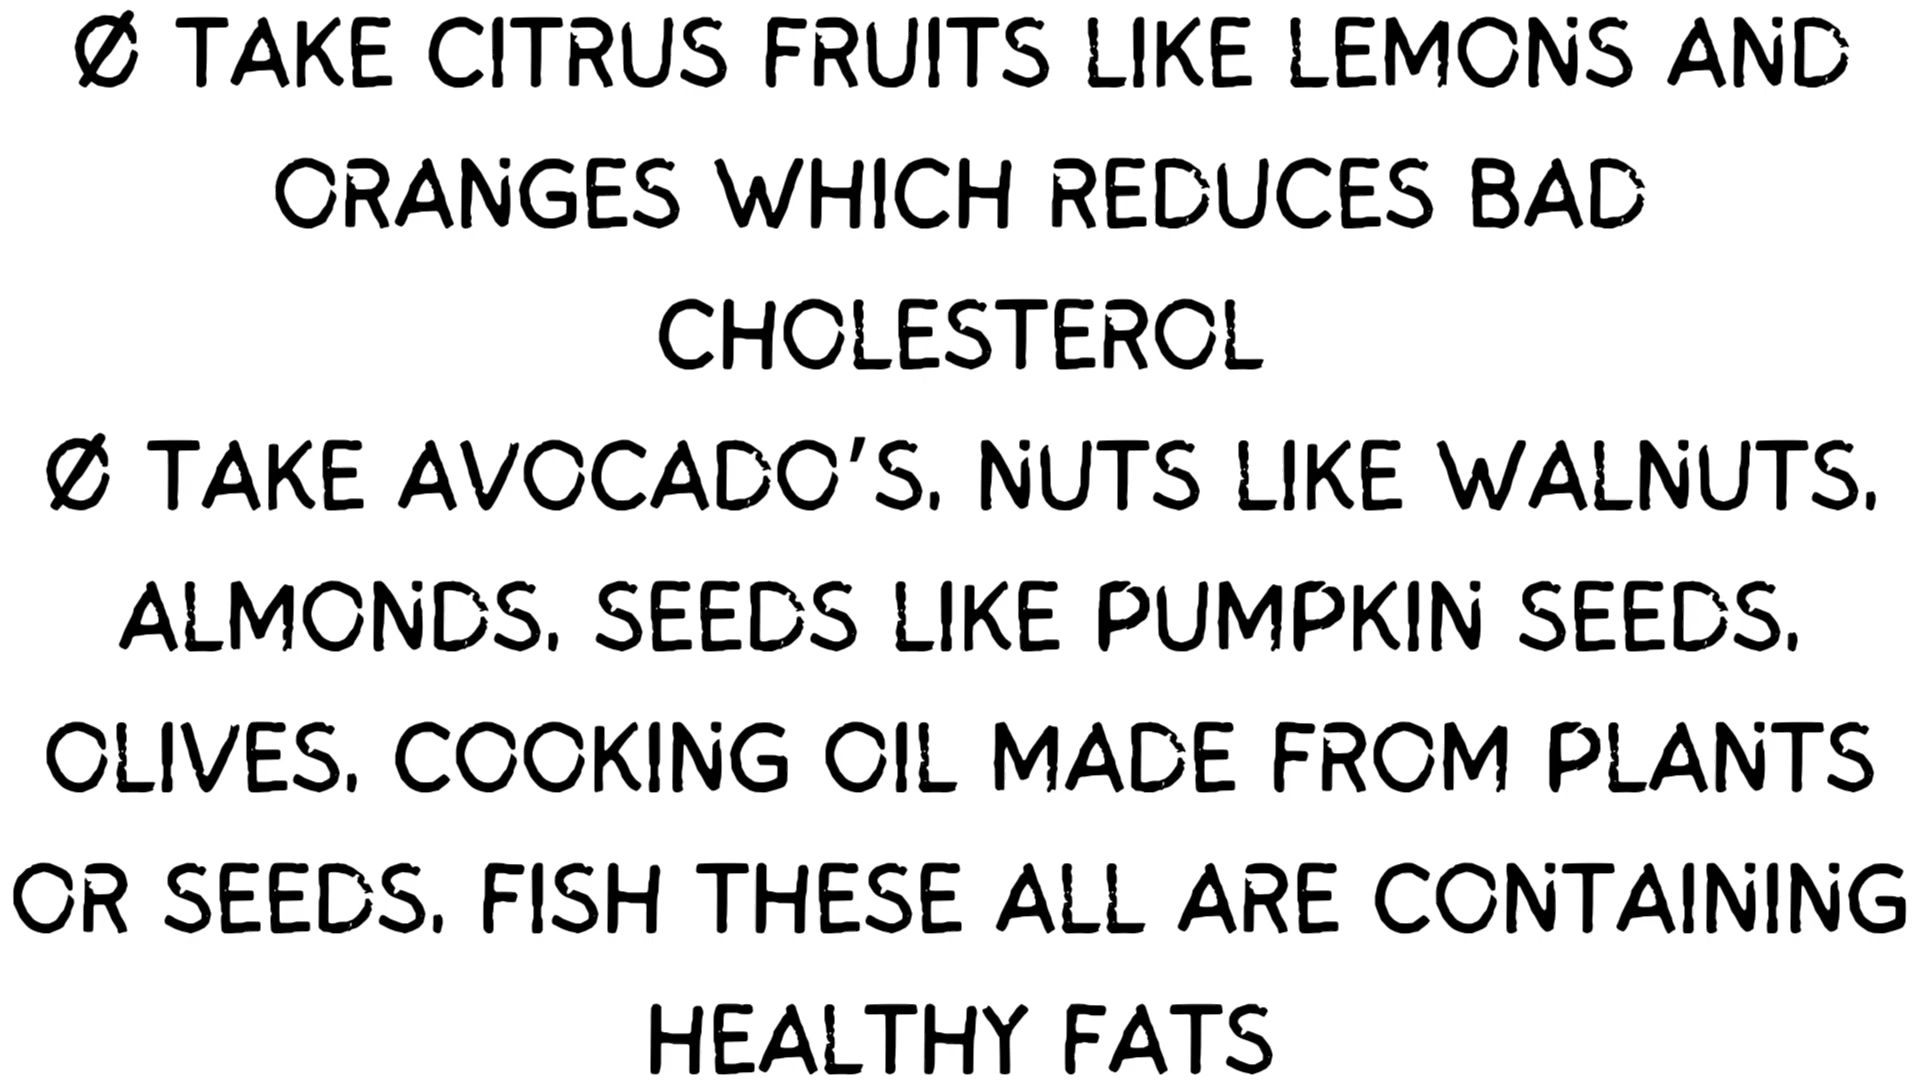 Ø TAKE CITRUS FRUITS LIKE LEMONS AND
ORANGES WHICH REDUCES BAD
CHOLESTEROL
Ø TAKE AVOCADO'S, NUTS LIKE WALNUTS,
ALMONDS, SEEDS LIKE PUMPKIN SEEDS,
OLIVES, COOKING OIL MADE FROM PLANTS
OR SEEDS, FISH THESE ALL ARE CONTAINING
HEALTHY FATS